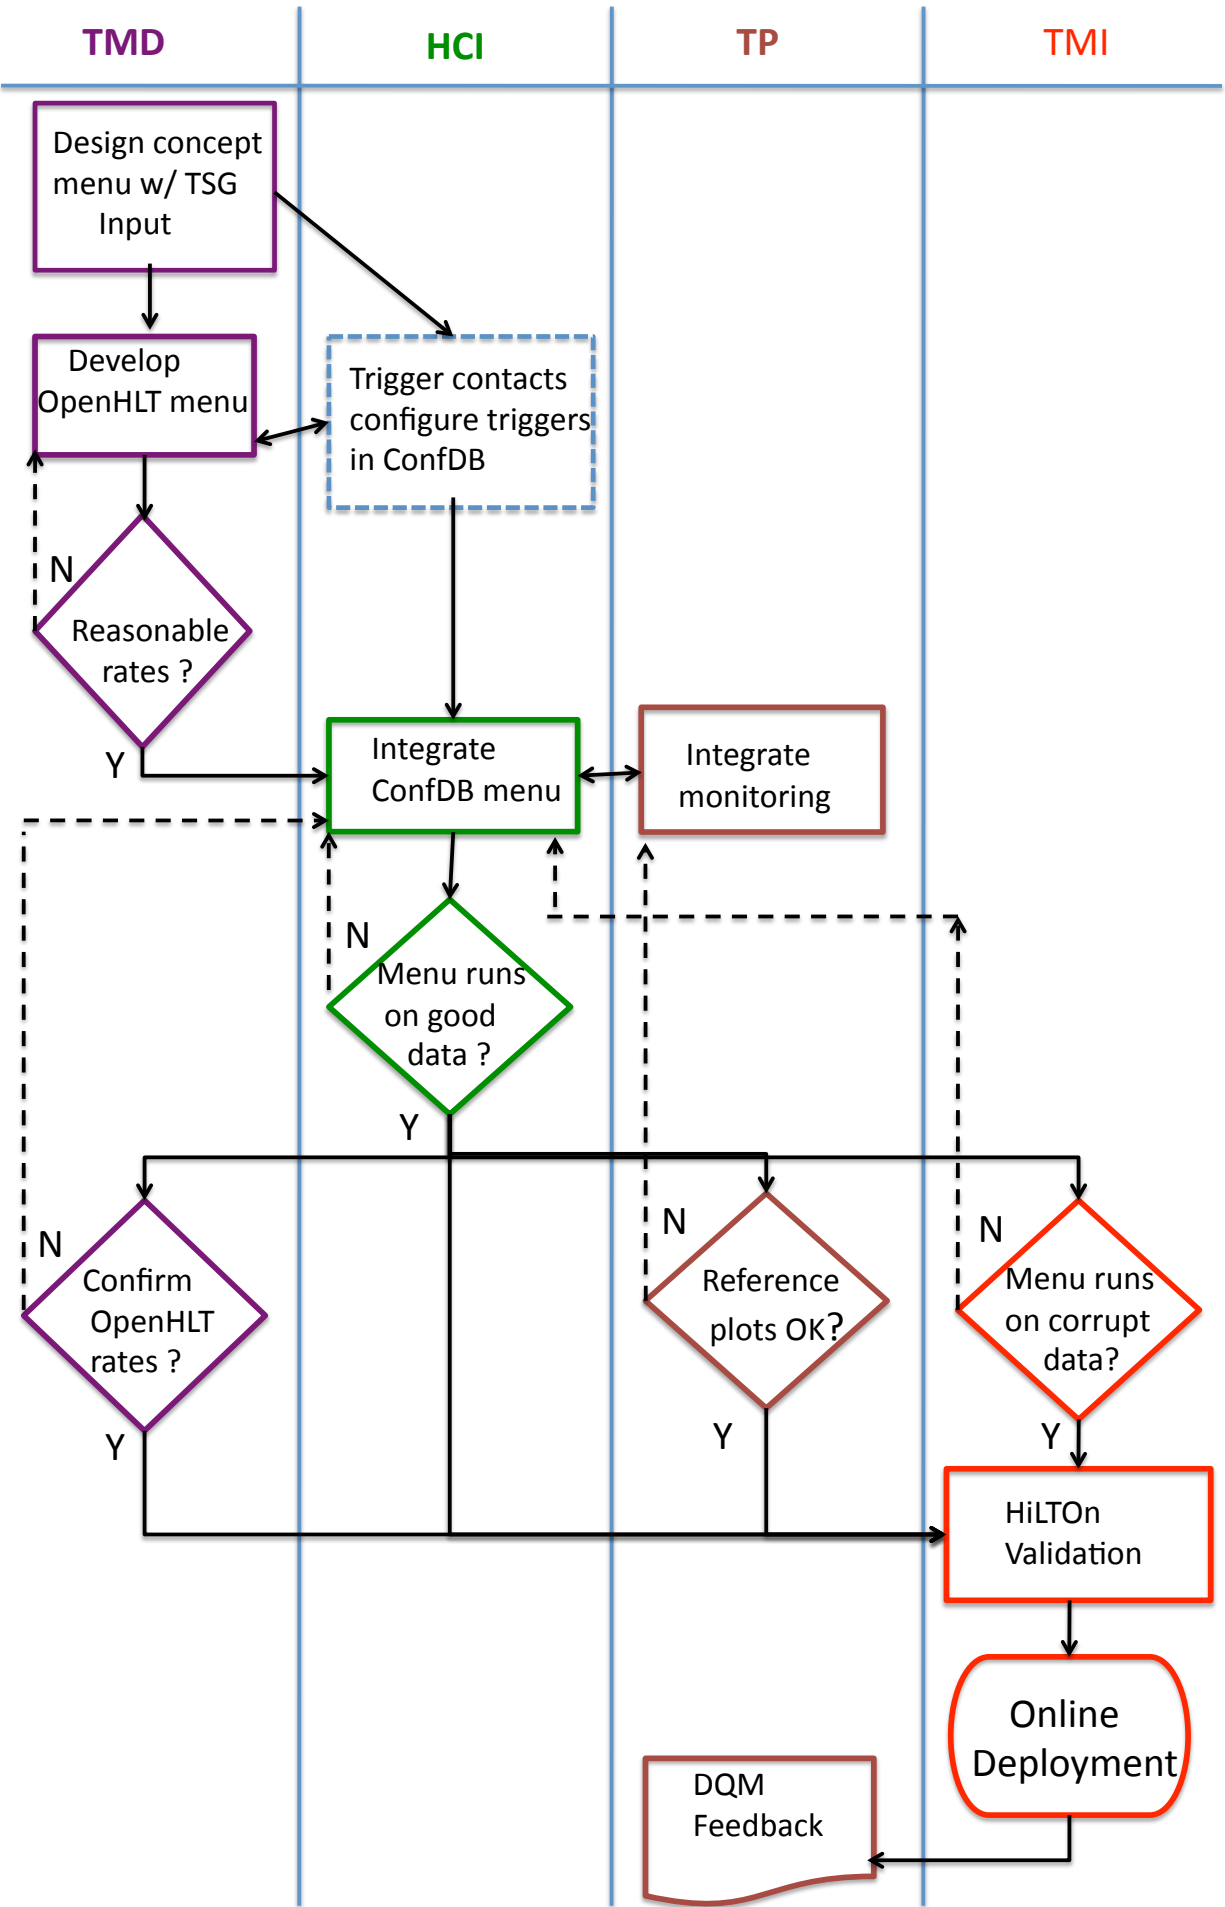 TMD
HCI
TP
TMI
Design concept
menu w/ TSG
Input
Develop
OpenHLT menu
Trigger contacts
configure triggers
in ConfDB
N
Reasonable
rates ?
Y
Integrate
ConfDB menu
Integrate
monitoring
N
Menu runs
on good
data ?
Y
N
Confirm
OpenHLT
rates ?
Y
N
Reference
plots OK?
Y
N
Menu runs
on corrupt
data?
Y
HiLTOn
Validation
Online
Deployment
DQM
Feedback